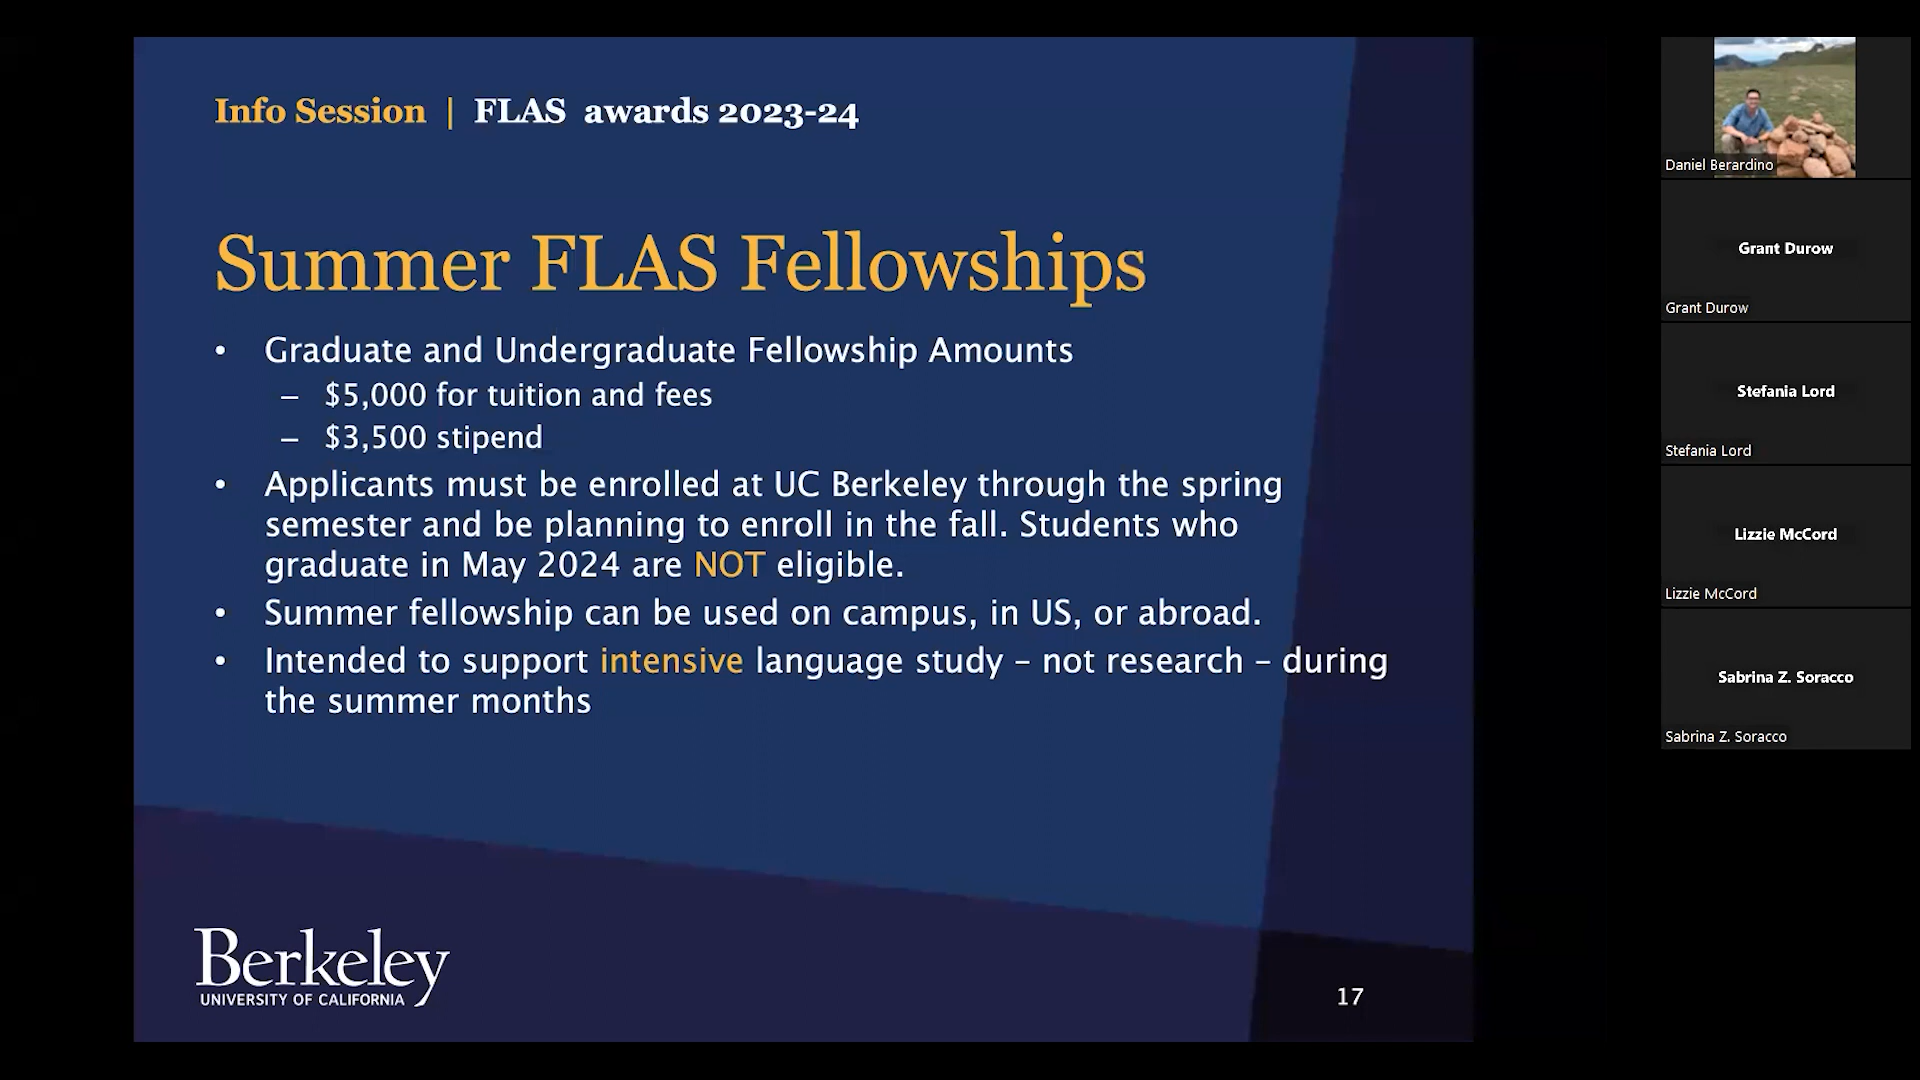 Info Session | FLAS awards 2023-24
Summer FLAS Fellowships
• Graduate and Undergraduate Fellowship Amounts
– $5,000 for tuition and fees
– $3,500 stipend
• Applicants must be enrolled at UC Berkeley through the spring
semester and be planning to enroll in the fall. Students who
graduate in May 2024 are NOT eligible.
• Summer fellowship can be used on campus, in US, or abroad.
• Intended to support intensive language study – not research – during
the summer months
Berkeley
UNIVERSITY OF CALIFORNIA
17
Daniel Berardino
Grant Durow
Grant Durow
Stefania Lord
Stefania Lord
Lizzie McCord
Lizzie McCord
Sabrina Z. Soracco
Sabrina Z. Soracco